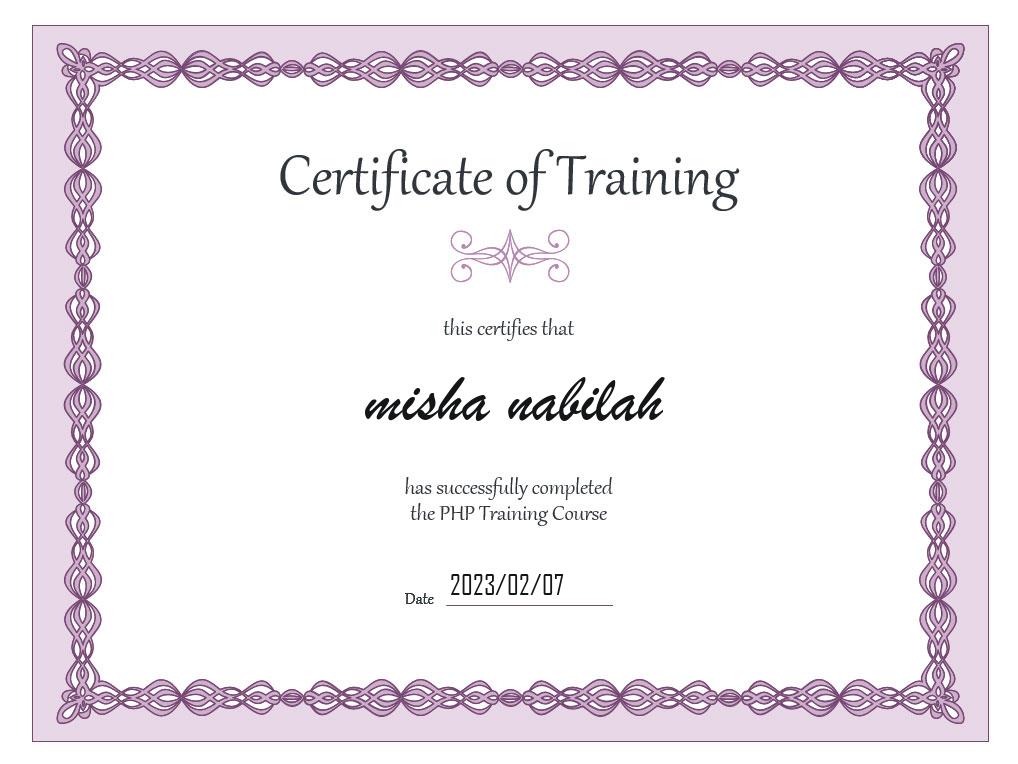 Certificate of Training
this certifies that
misha nabilah
has successfully completed
the PHP Training Course
Date 2023/02/07